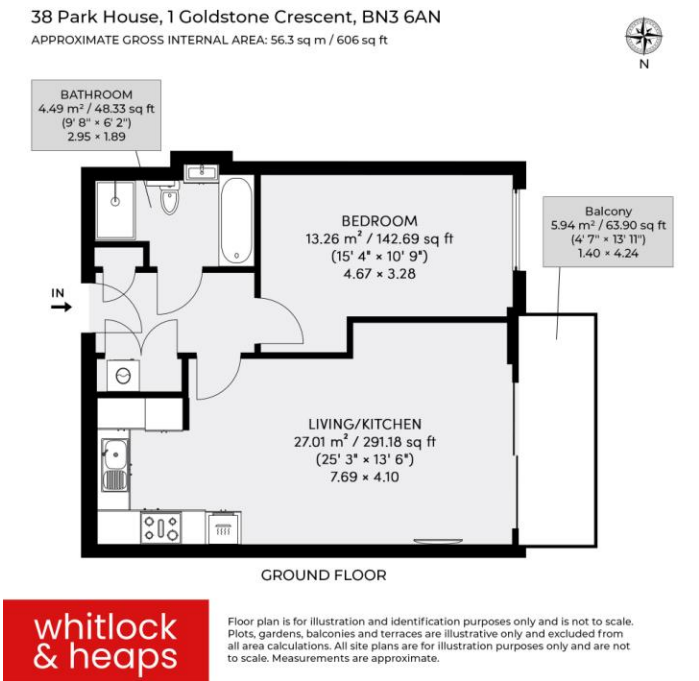 38 Park House, 1 Goldstone Crescent, BN3 6AN
APPROXIMATE GROSS INTERNAL AREA: 56.3 sq m / 606 sq ft
N
BATHROOM
4.49 m² / 48.33 sq ft
(9' 8" × 6' 2")
2.95 × 1.89
BEDROOM
13.26 m² / 142.69 sq ft
(15' 4" × 10' 9")
4.67 × 3.28
Balcony
5.94 m² / 63.90 sq ft
(4' 7" × 13' 11")
1.40 × 4.24
IN
LIVING/KITCHEN
27.01 m² / 291.18 sq ft
(25' 3" × 13' 6")
7.69 × 4.10
GROUND FLOOR
whitlock
& heaps
Floor plan is for illustration and identification purposes only and is not to scale.
Plots, gardens, balconies and terraces are illustrative only and excluded from
all area calculations. All site plans are for illustration purposes only and are not
to scale. Measurements are approximate.